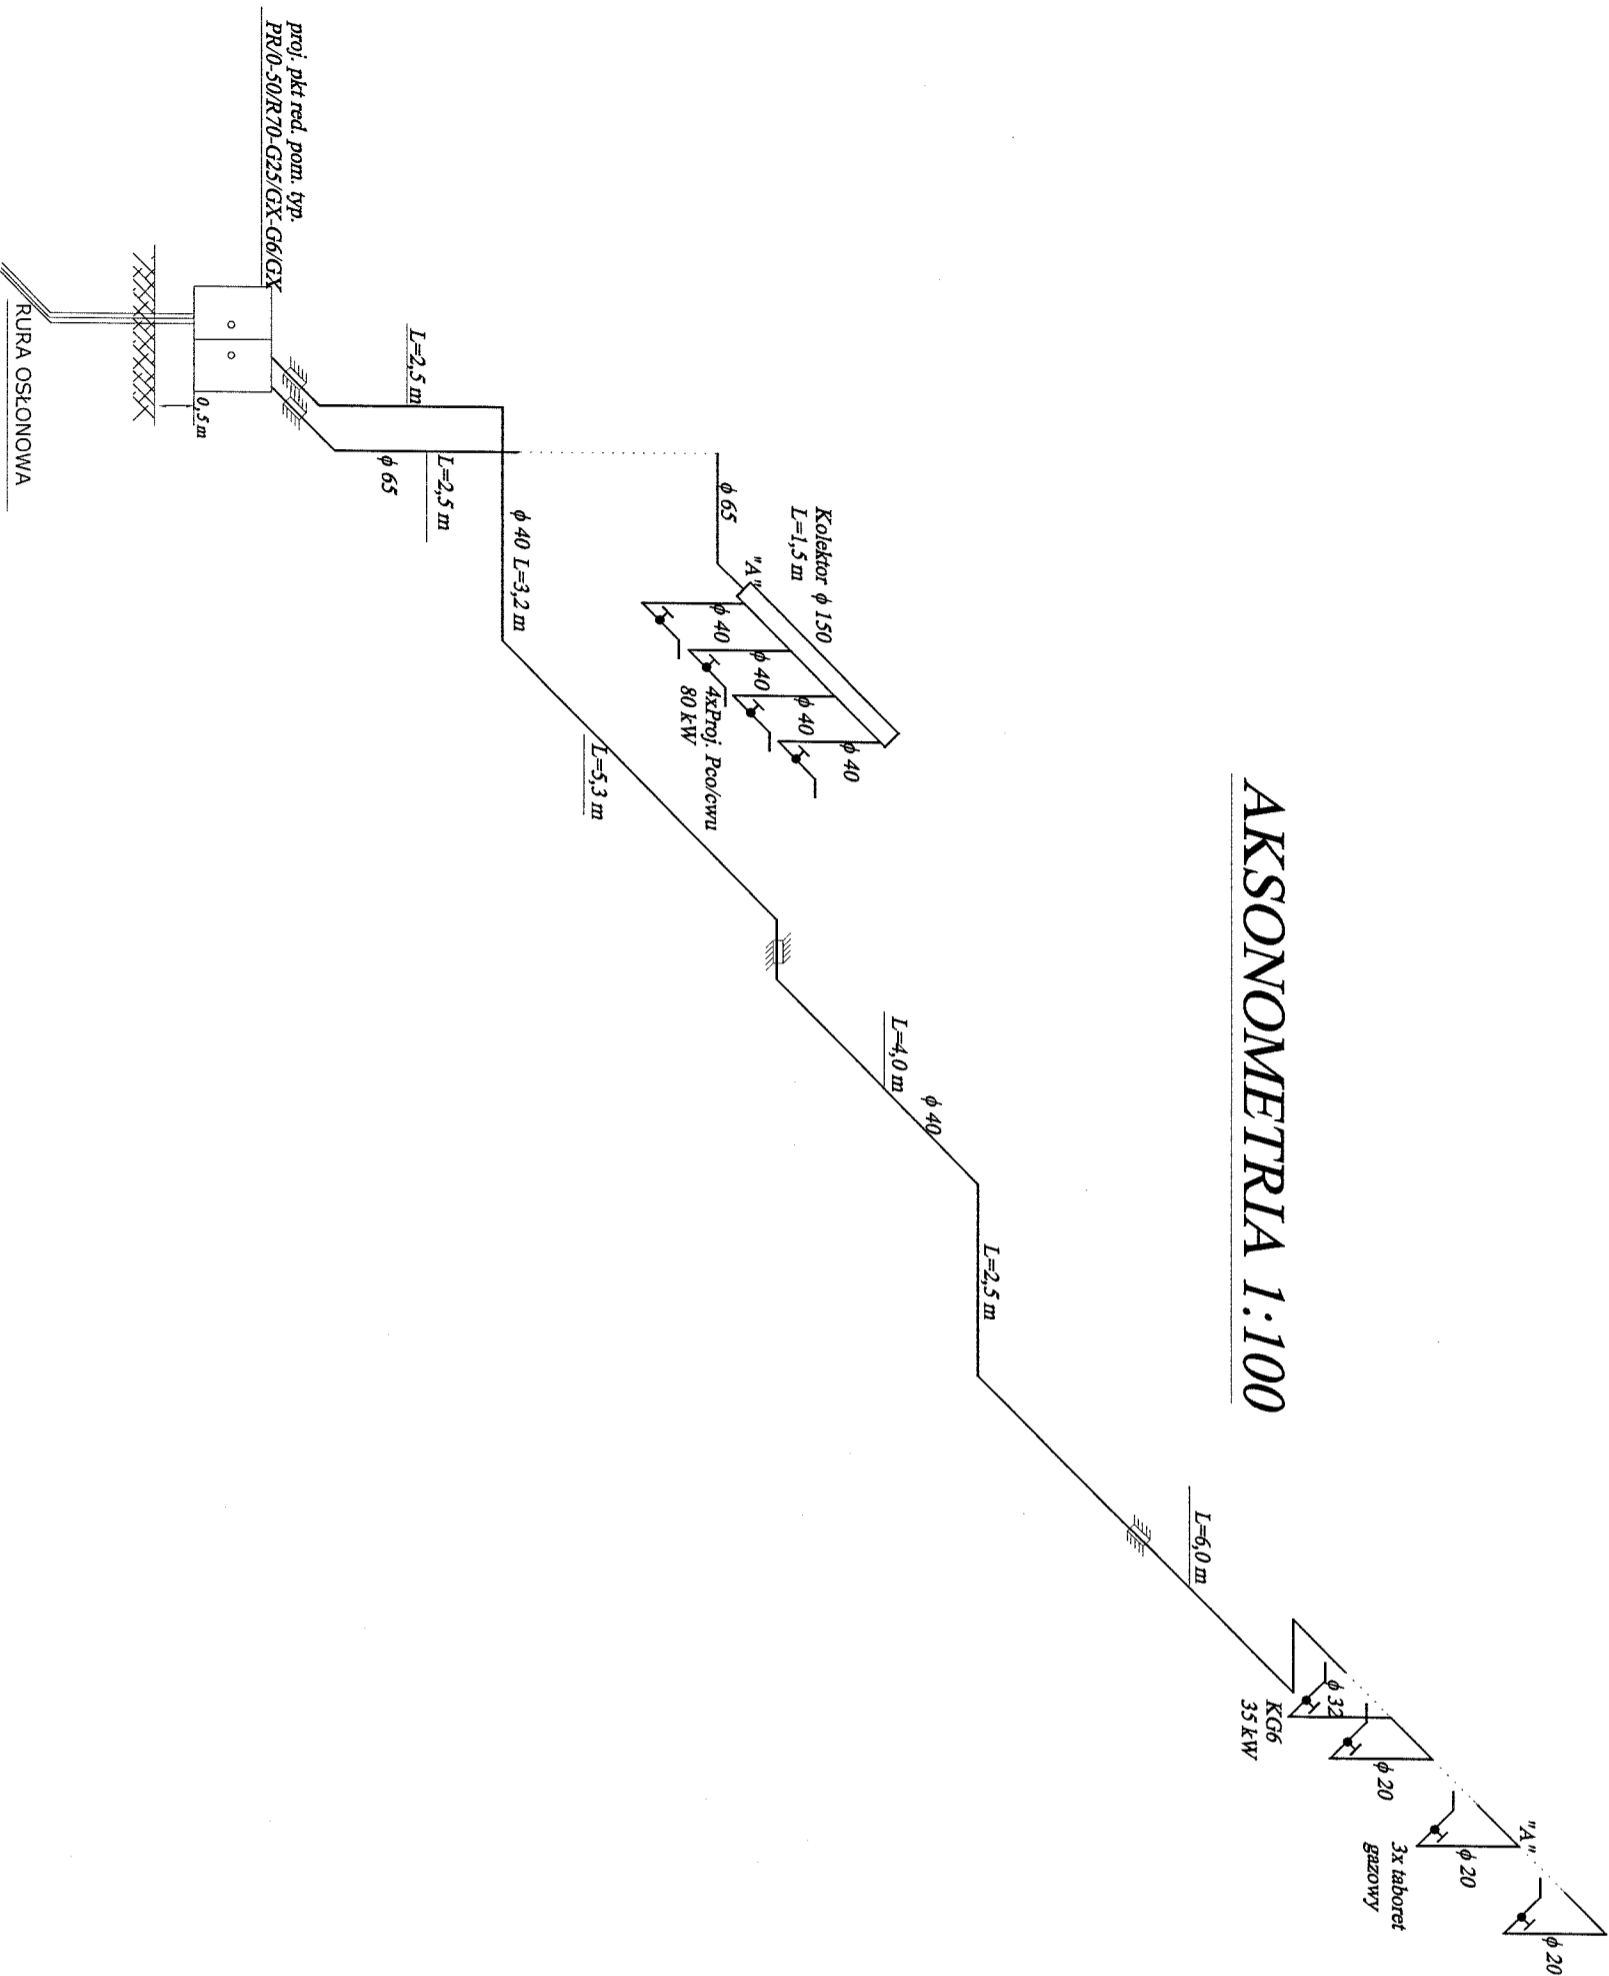 AKSONOMETRIA 1:100
proj. pkt red. pom. typ.
PR/0-50/R70-G25/GX-G6/GX
RURA OSŁONOWA
0,5 m
L=2,5 m
L=2,5 m
ϕ 65
ϕ 65
Kolektor ϕ 150
L=1,5 m
"A"
ϕ 40
ϕ 40
ϕ 40
ϕ 40
4xProj. Pco/cwu
80 kW
ϕ 40 L=3,2 m
L=5,3 m
L=4,0 m
ϕ 40
L=2,5 m
L=6,0 m
ϕ 32
KG6
35 kW
ϕ 20
"A"
ϕ 20
3x taboret
gazowy
ϕ 20